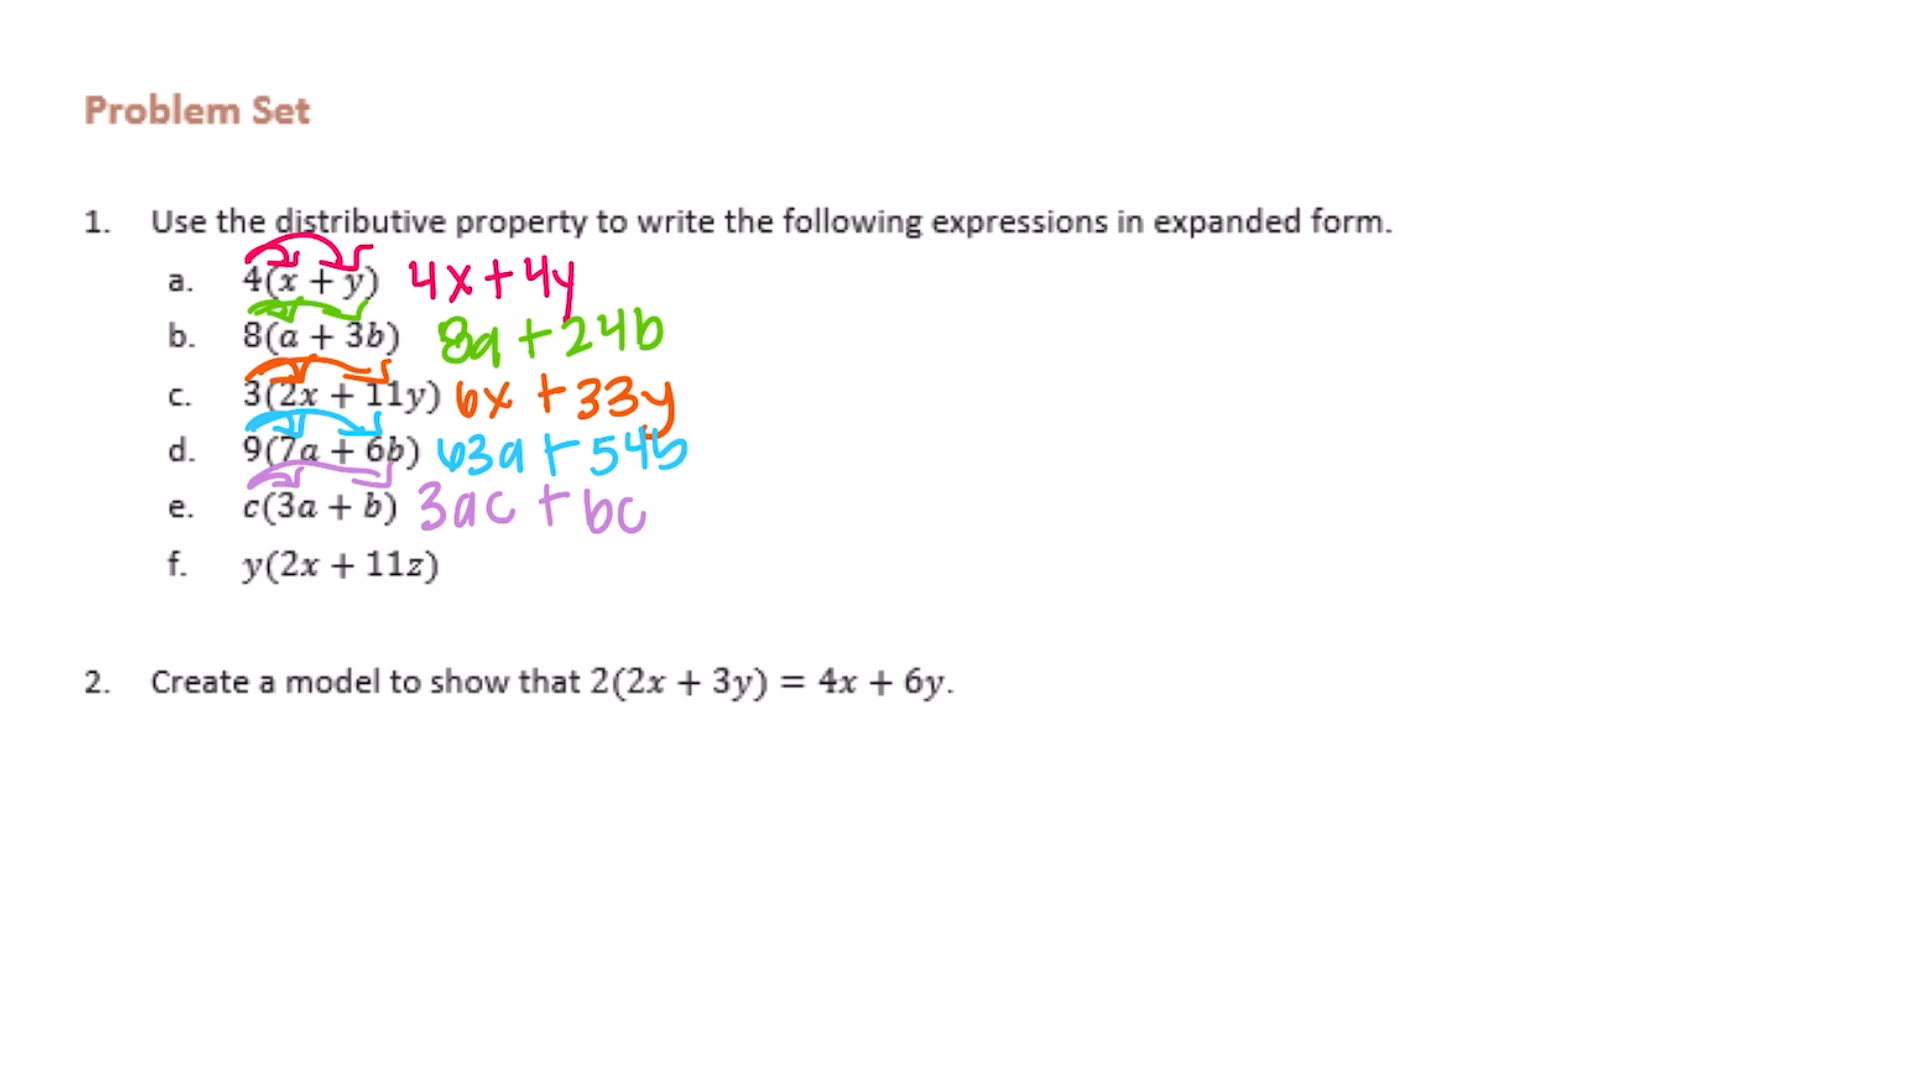 Problem Set
1. Use the distributive property to write the following expressions in expanded form.
a. 4(x + y) 4x + 4y
b. 8(a + 3b) 8a + 24b
c. 3(2x + 11y) 6x + 33y
d. 9(7a + 6b) 63a + 54b
e. c(3a + b) 3ac + bc
f. y(2x + 11z)
2. Create a model to show that 2(2x + 3y) = 4x + 6y.